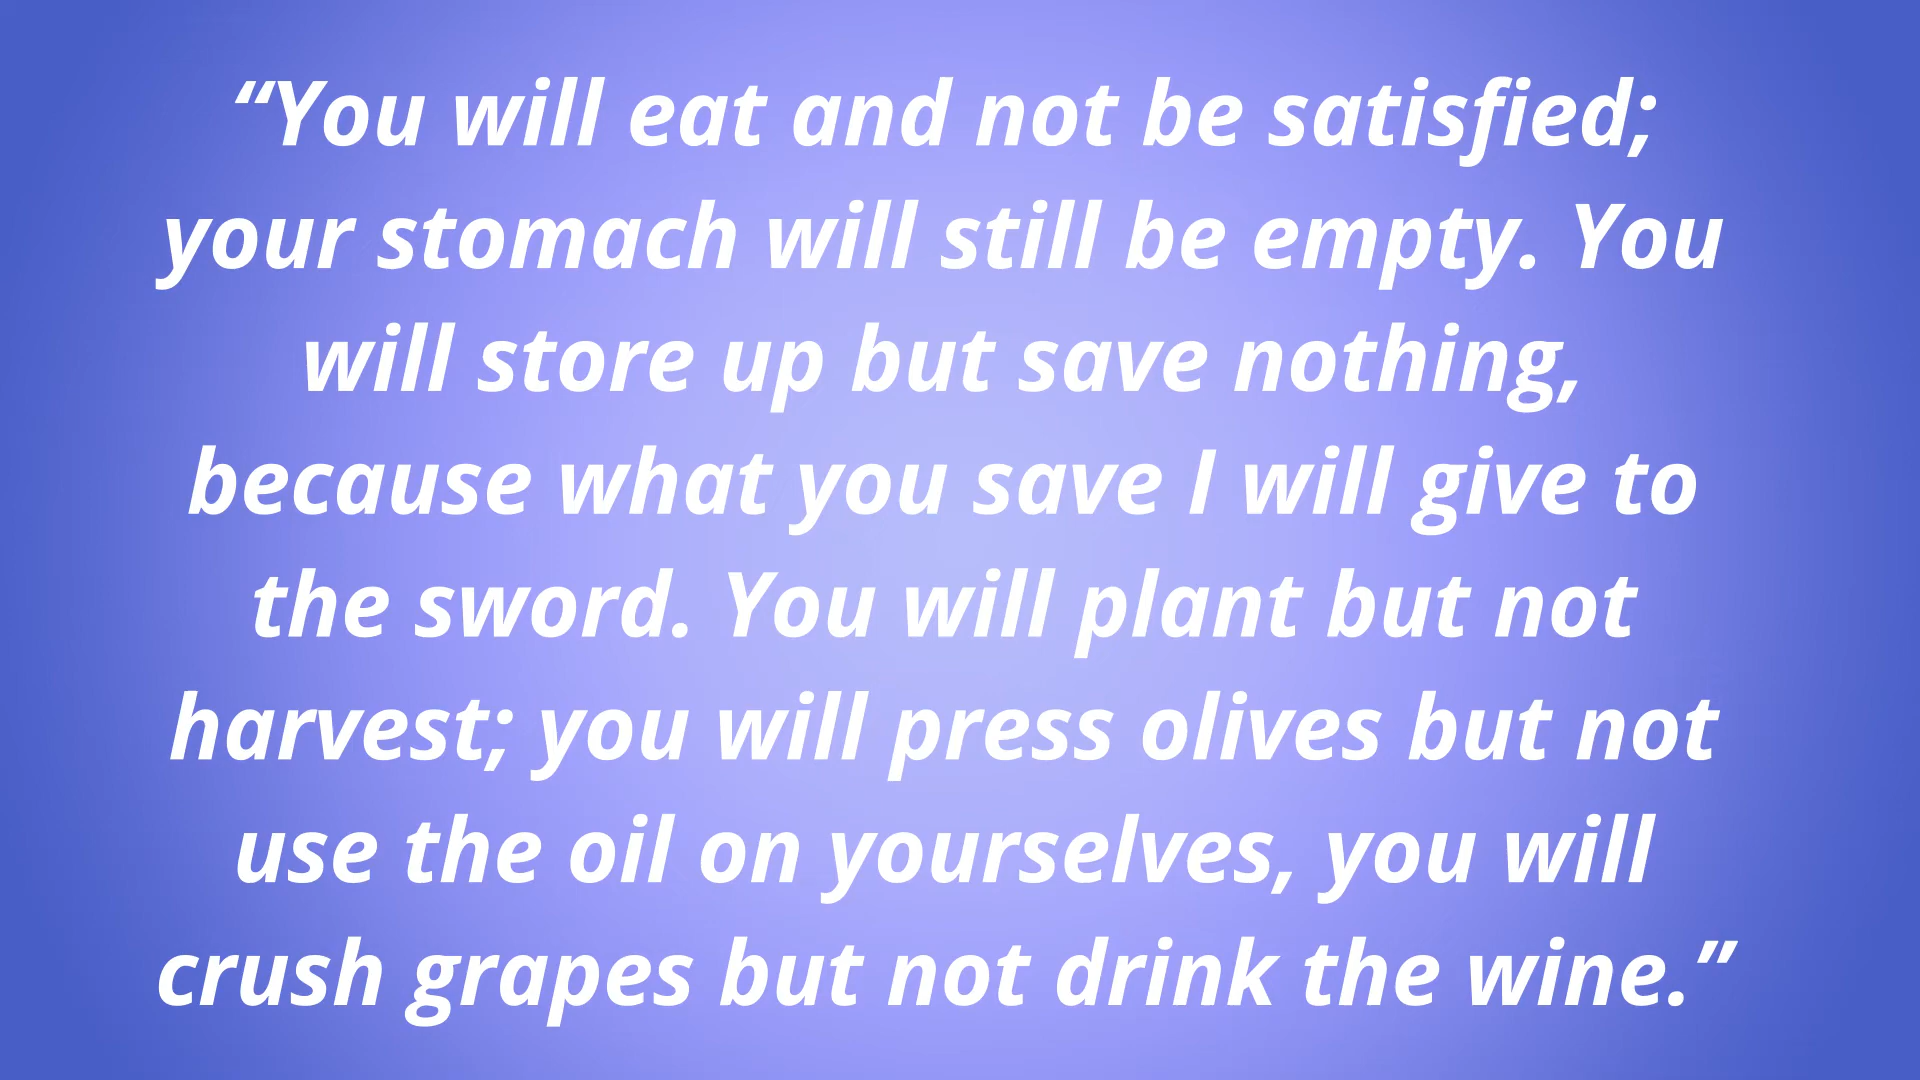 “You will eat and not be satisfied;
your stomach will still be empty. You
will store up but save nothing,
because what you save I will give to
the sword. You will plant but not
harvest; you will press olives but not
use the oil on yourselves, you will
crush grapes but not drink the wine.”